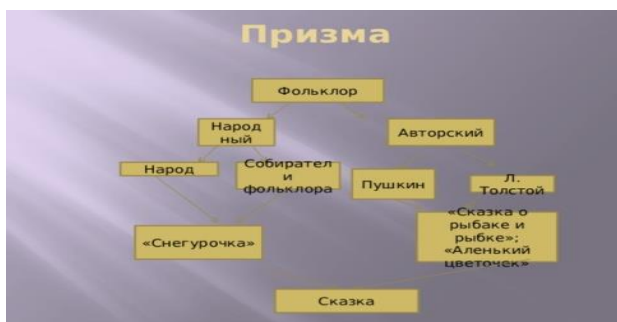 Призма
Фольклор
Народ
ный
Авторский
Народ
Собирател
и
фольклора
Пушкин
Л.
Толстой
«Снегурочка»
«Сказка о
рыбаке и
рыбке»;
«Аленький
цветочек»
Сказка